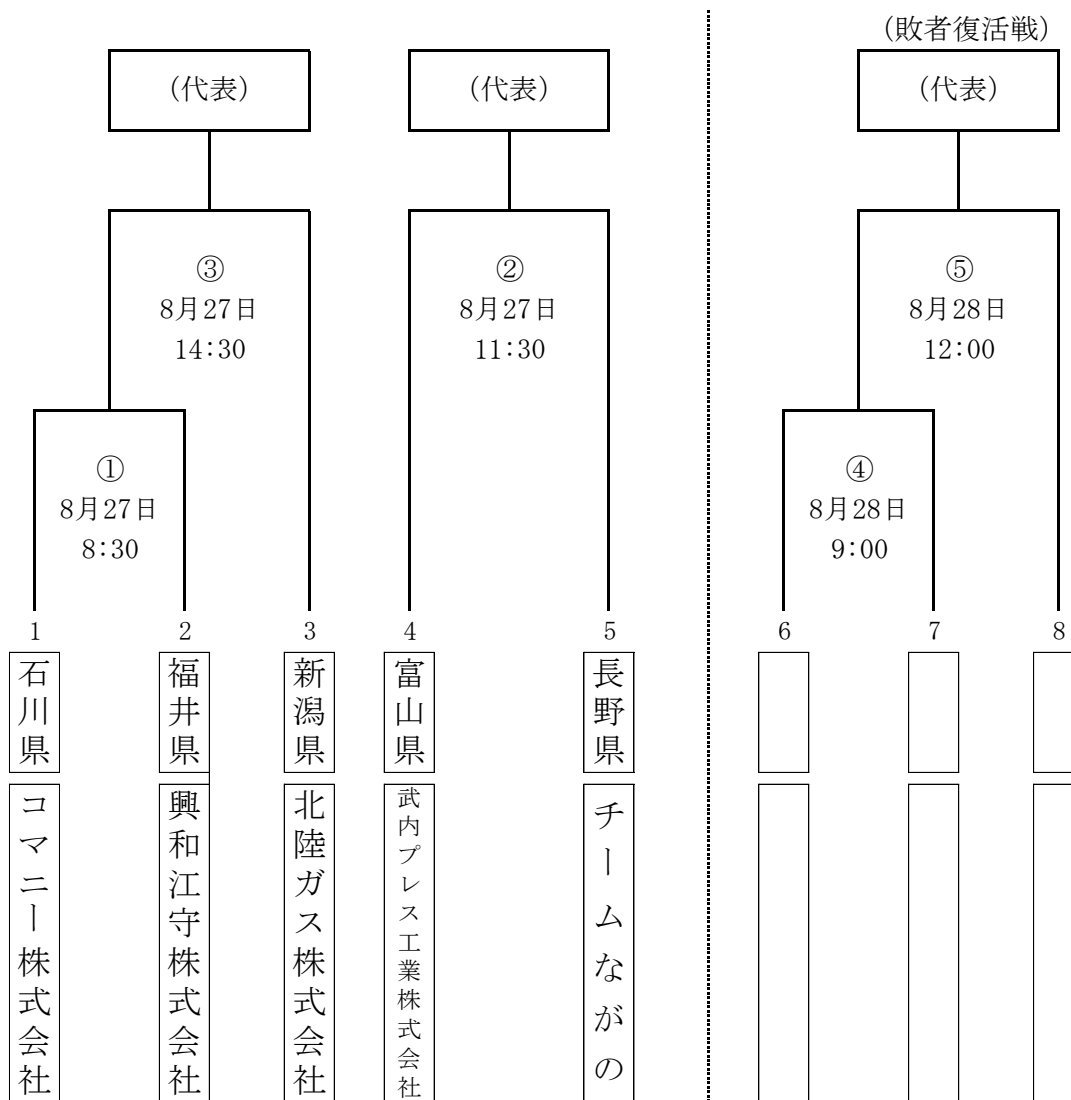 (敗者復活戦)
(代表)
(代表)
(代表)
③
8月27日
14:30
②
8月27日
11:30
⑤
8月28日
12:00
①
8月27日
8:30
④
8月28日
9:00
1
2
3
4
5
6
7
8
石川県
福井県
新潟県
富山県
長野県
コマニー株式会社
興和江守株式会社
北陸ガス株式会社
武内プレス工業株式会社
チームながの